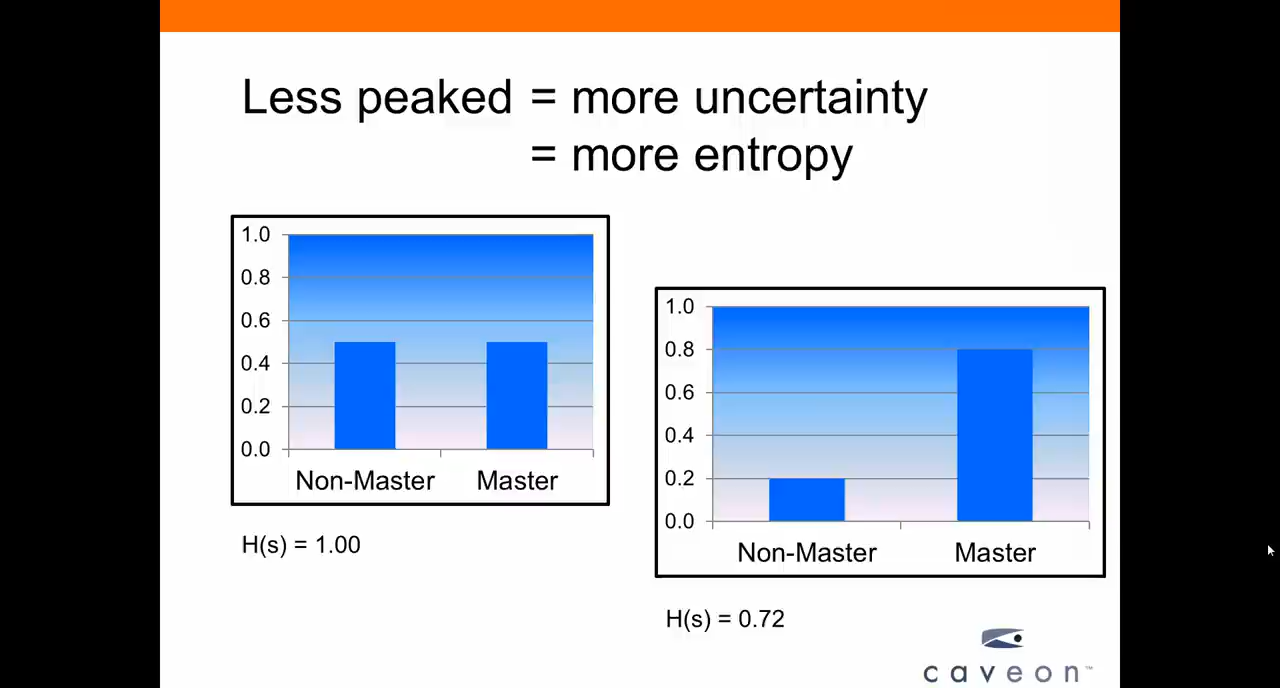 Less peaked = more uncertainty
= more entropy
1.0
0.8
0.6
0.4
0.2
0.0
Non-Master Master
H(s) = 1.00
1.0
0.8
0.6
0.4
0.2
0.0
Non-Master Master
H(s) = 0.72
caveon™